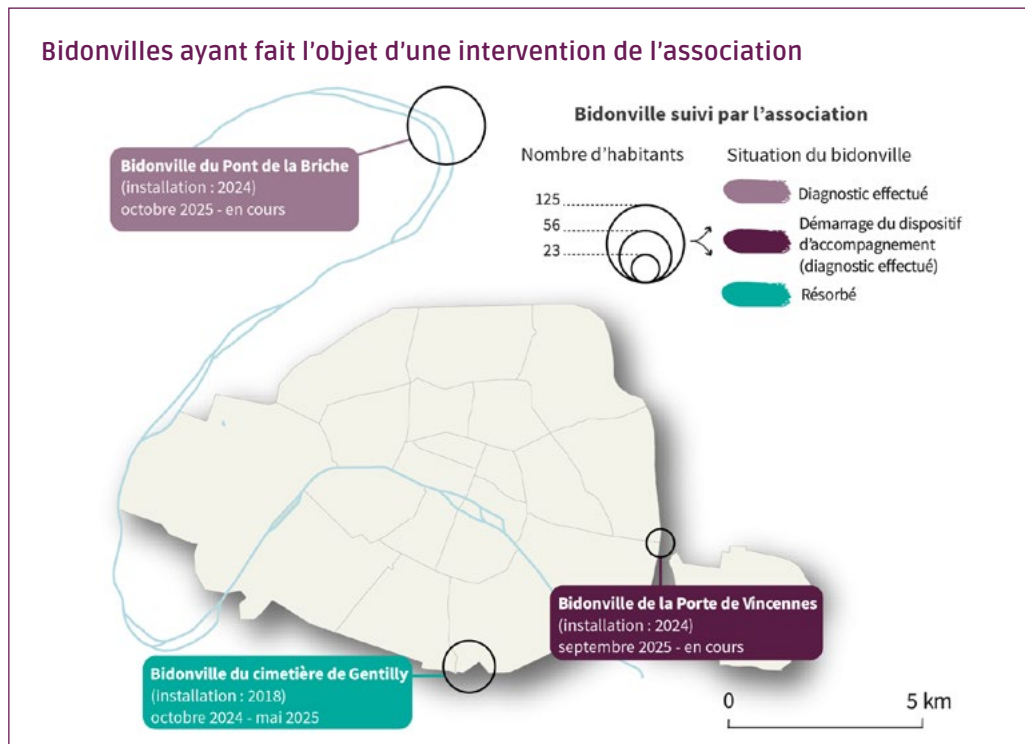 Bidonvilles ayant fait l’objet d’une intervention de l’association
Bidonville du Pont de la Briche
(installation : 2024)
octobre 2025 - en cours
Bidonville suivi par l’association
Nombre d’habitants
125
56
23
Situation du bidonville
Diagnostic effectué
Démarrage du dispositif
d’accompagnement
(diagnostic effectué)
Résorbé
Bidonville de la Porte de Vincennes
(installation : 2024)
septembre 2025 - en cours
Bidonville du cimetière de Gentilly
(installation : 2018)
octobre 2024 - mai 2025
0 5 km